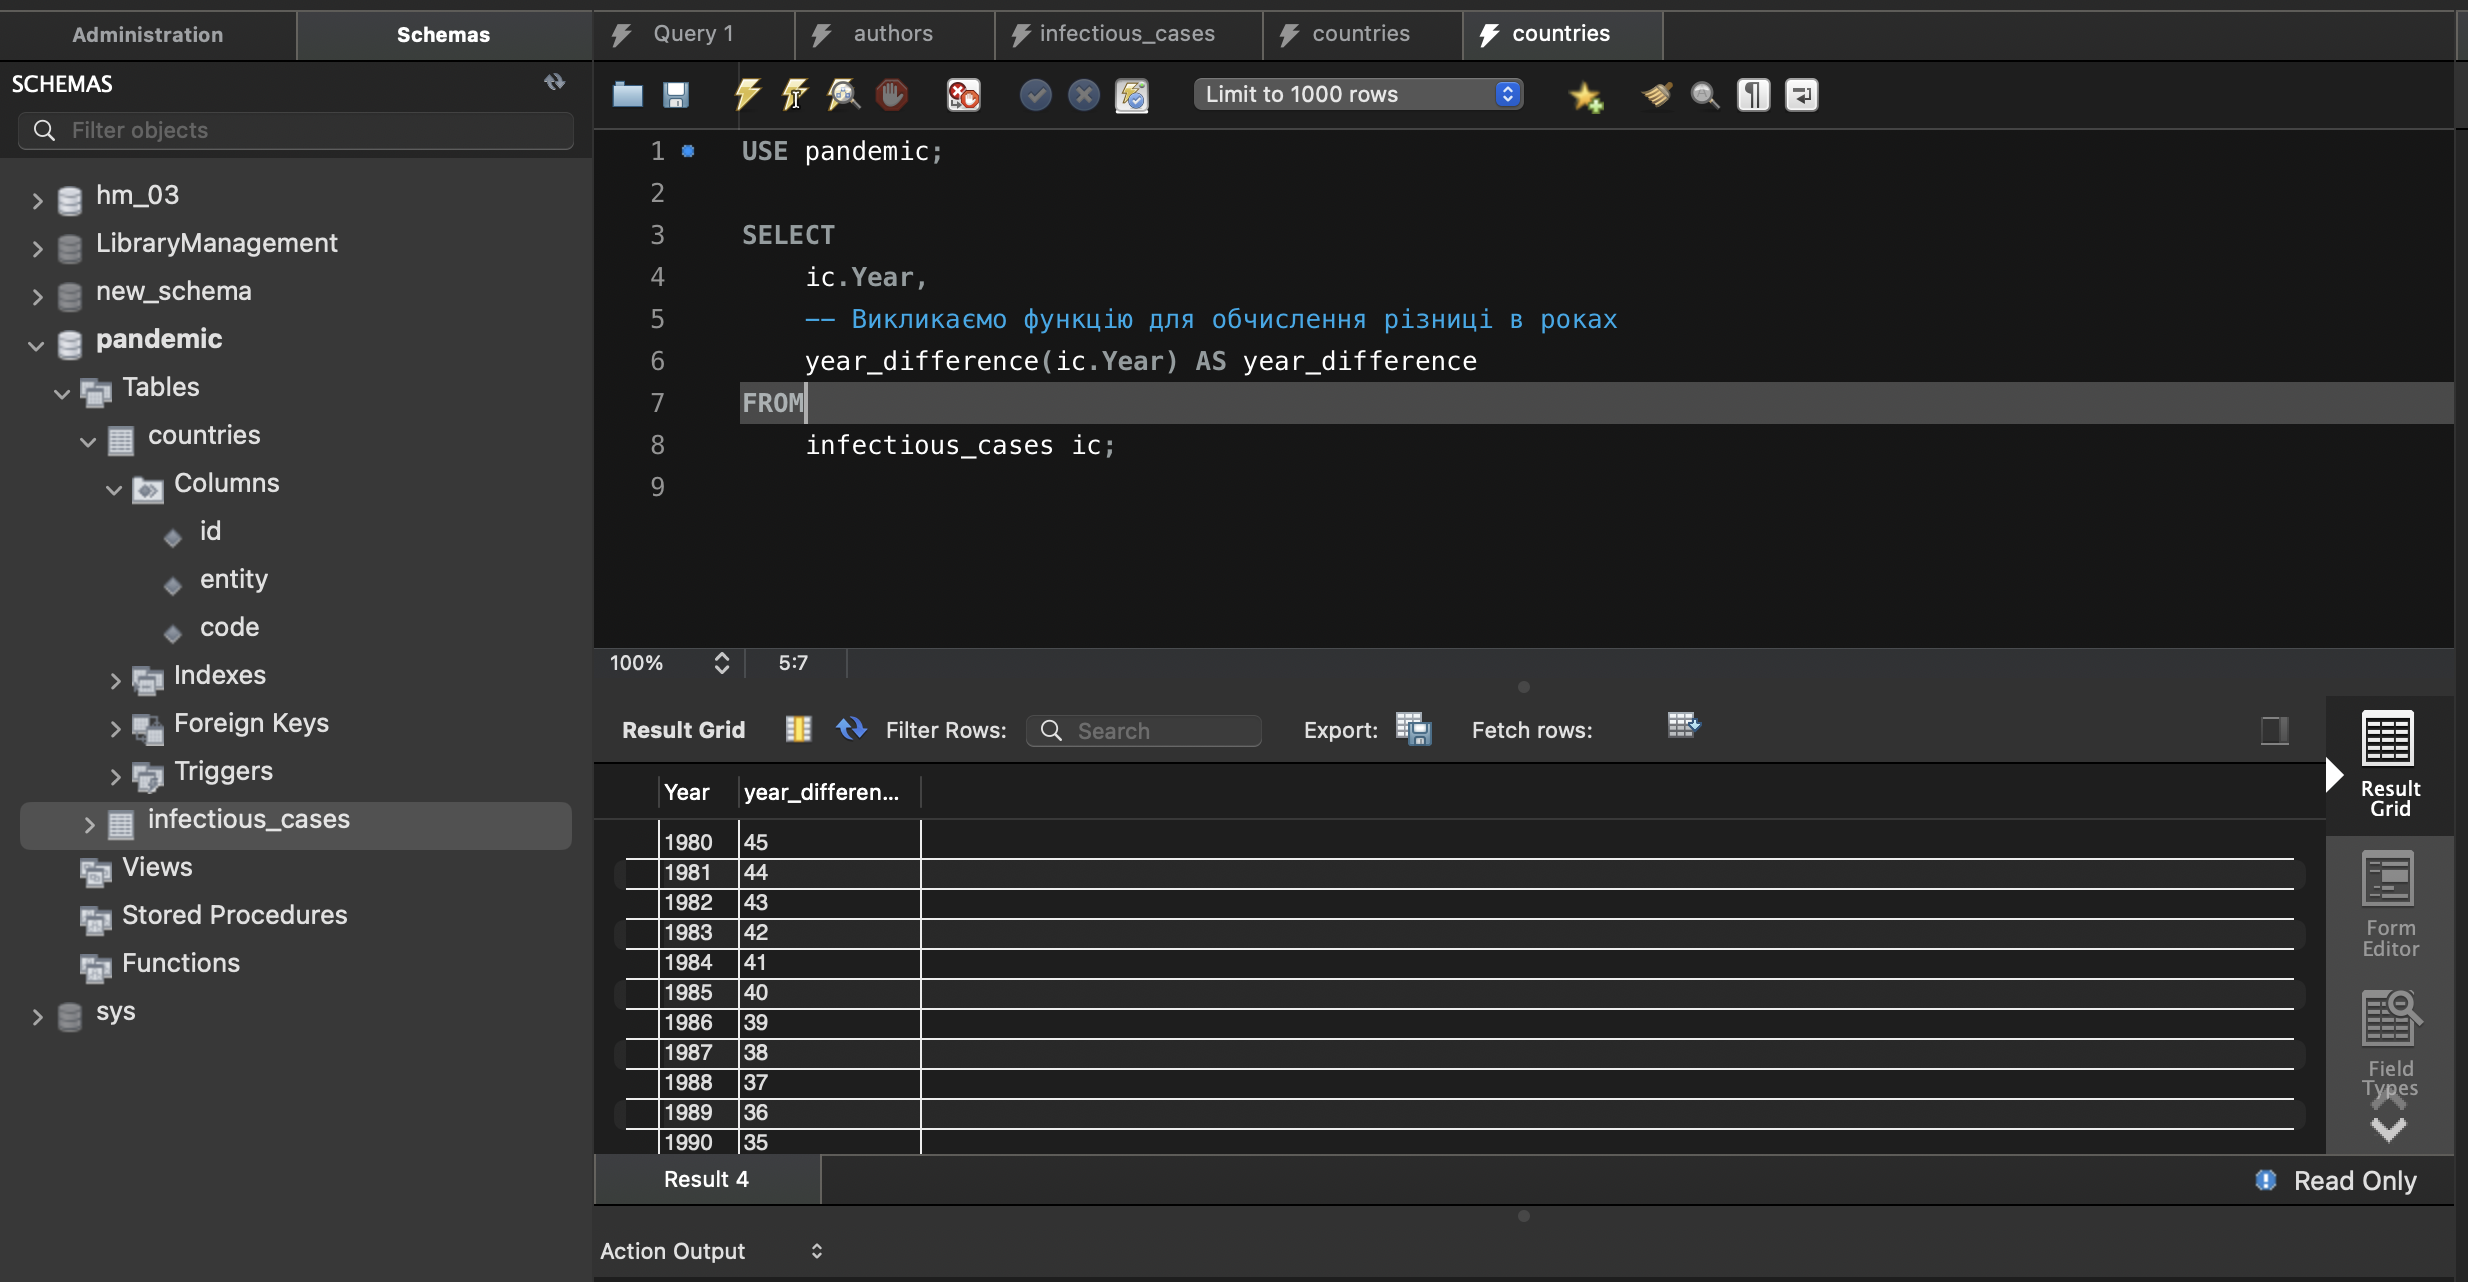 Administration
Schemas
SCHEMAS
Filter objects
hm_03
LibraryManagement
new_schema
pandemic
Tables
countries
Columns
id
entity
code
Indexes
Foreign Keys
Triggers
infectious_cases
Views
Stored Procedures
Functions
sys
Query 1
authors
infectious_cases
countries
countries
Limit to 1000 rows
1 USE pandemic;
2
3 SELECT
4 ic.Year,
5 -- Викликаємо функцію для обчислення різниці в роках
6 year_difference(ic.Year) AS year_difference
7 FROM
8 infectious_cases ic;
9
100% 5:7
Result Grid Filter Rows: Search Export: Fetch rows:
Year year_differen...
1980 45
1981 44
1982 43
1983 42
1984 41
1985 40
1986 39
1987 38
1988 37
1989 36
1990 35
Result
Grid
Form
Editor
Field
Types
Result 4
Read Only
Action Output